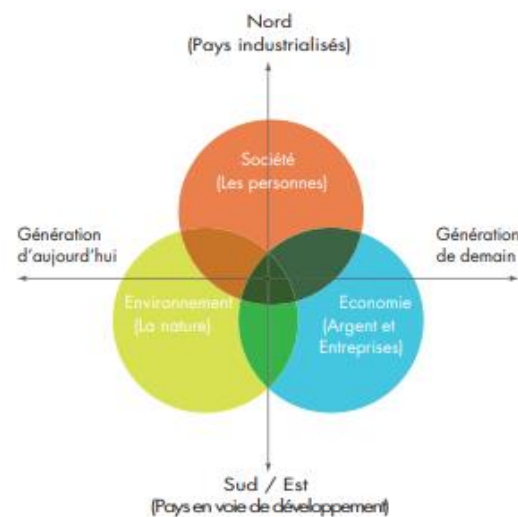 Nord
(Pays industrialisés)
Société
(Les personnes)
Génération
d'aujourd'hui
Génération
de demain
Environnement
(La nature)
Economie
(Argent et
Entreprises)
Sud / Est
(Pays en voie de développement)